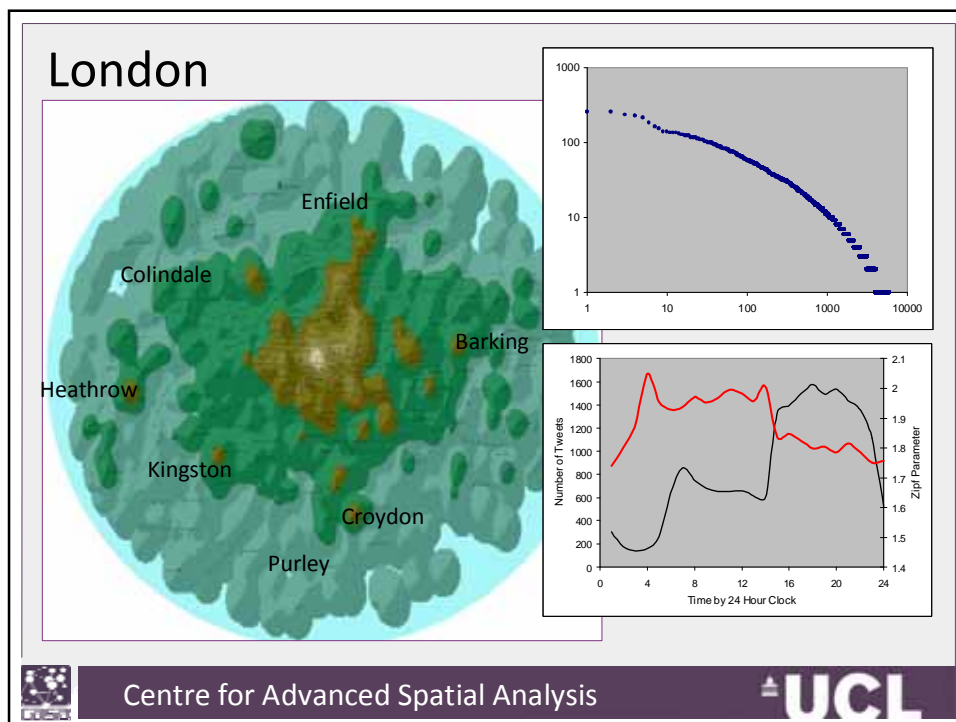 London
Enfield
Colindale
Barking
Heathrow
Kingston
Croydon
Purley
1000
100
10
1
1 10 100 1000 10000
1800
1600
1400
1200
1000
800
600
400
200
0
Number of Tweets
2.1
2
1.9
1.8
1.7
1.6
1.5
1.4
Zipf Parameter
0 4 8 12 16 20 24
Time by 24 Hour Clock
Centre for Advanced Spatial Analysis
UCL